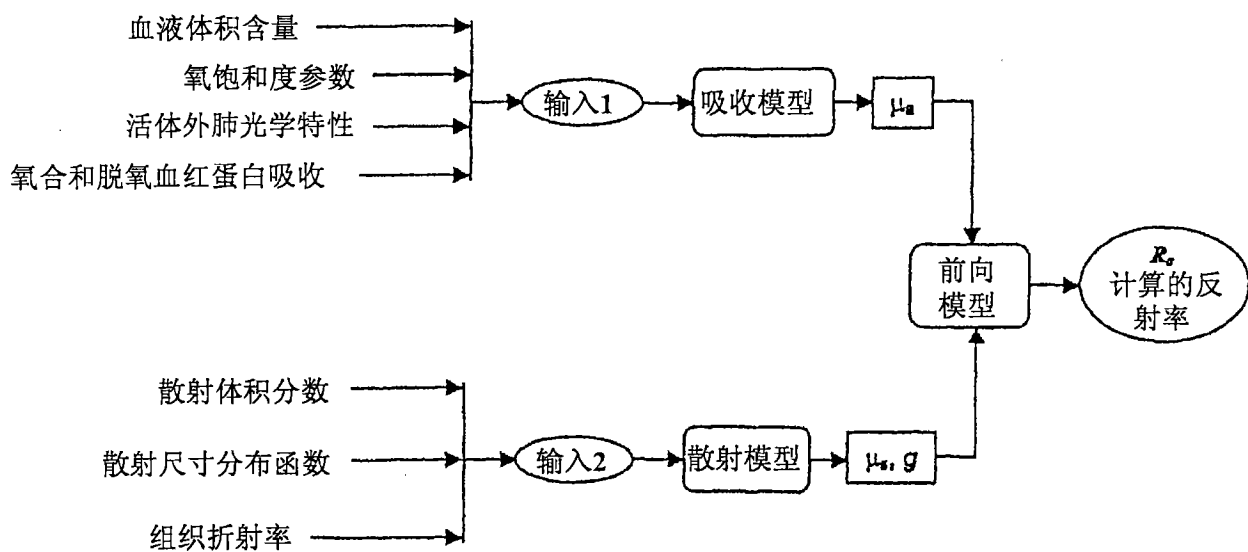 血液体积含量
氧饱和度参数
活体外肺光学特性
氧合和脱氧血红蛋白吸收
输入1
吸收模型
μa
前向
模型
Rc
计算的反
射率
散射体积分数
散射尺寸分布函数
组织折射率
输入2
散射模型
μs, g